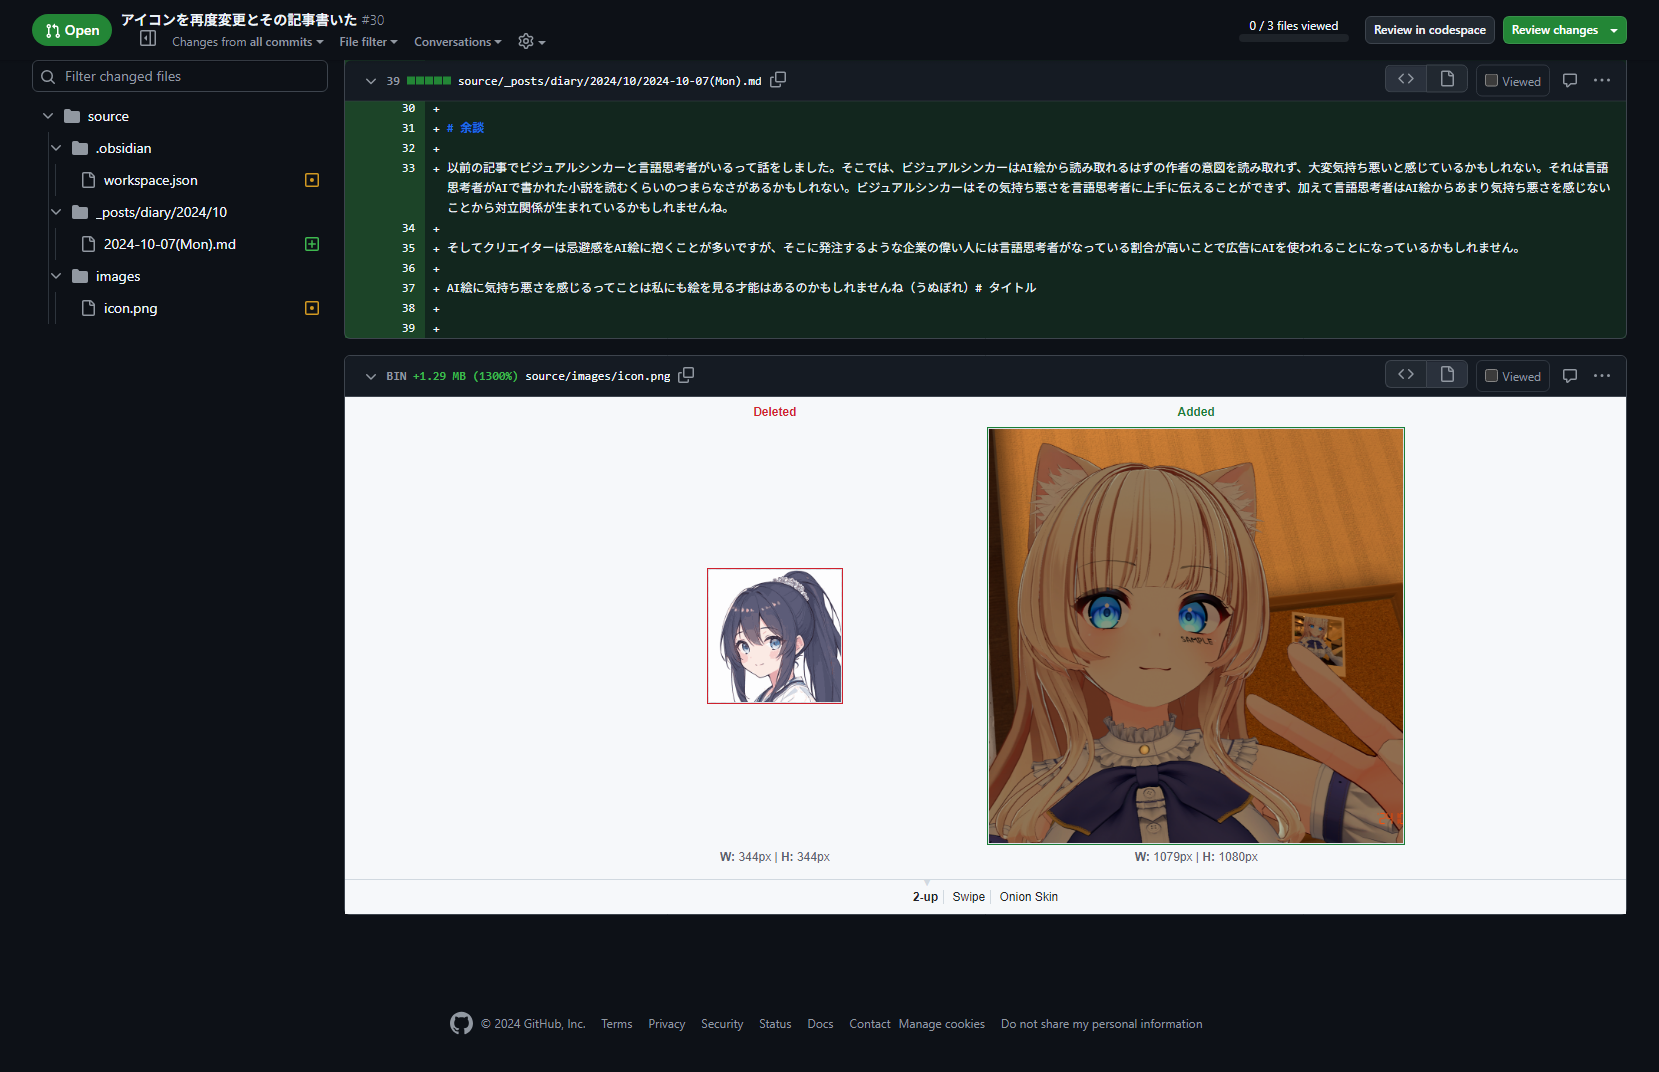 Open
アイコンを再度変更とその記事書いた #30
Changes from all commits
File filter
Conversations
0 / 3 files viewed
Review in codespace
Review changes
Filter changed files
source
.obsidian
workspace.json
_posts/diary/2024/10
2024-10-07(Mon).md
images
icon.png
39 source/_posts/diary/2024/10/2024-10-07(Mon).md
Viewed
30 +
31 + # 余談
32 +
33 + 以前の記事でビジュアルシンカーと言語思考者がいるって話をしました。そこでは、ビジュアルシンカーはAI絵から読み取れるはずの作者の意図を読み取れず、大変気持ち悪いと感じているかもしれない。それは言語
思考者がAIで書かれた小説を読むくらいのつまらなさがあるかもしれない。ビジュアルシンカーはその気持ち悪さを言語思考者に上手に伝えることができず、加えて言語思考者はAI絵からあまり気持ち悪さを感じない
ことから対立関係が生まれているかもしれませんね。
34 +
35 + そしてクリエイターは忌避感をAI絵に抱くことが多いですが、そこに発注するような企業の偉い人には言語思考者がなっている割合が高いことで広告にAIを使われることになっているかもしれません。
36 +
37 + AI絵に気持ち悪さを感じるってことは私にも絵を見る才能はあるのかもしれませんね（うぬぼれ）# タイトル
38 +
39 +
BIN +1.29 MB (1300%) source/images/icon.png
Viewed
Deleted
Added
SAMPLE
W: 344px | H: 344px
W: 1079px | H: 1080px
2-up
Swipe
Onion Skin
© 2024 GitHub, Inc.
Terms
Privacy
Security
Status
Docs
Contact
Manage cookies
Do not share my personal information